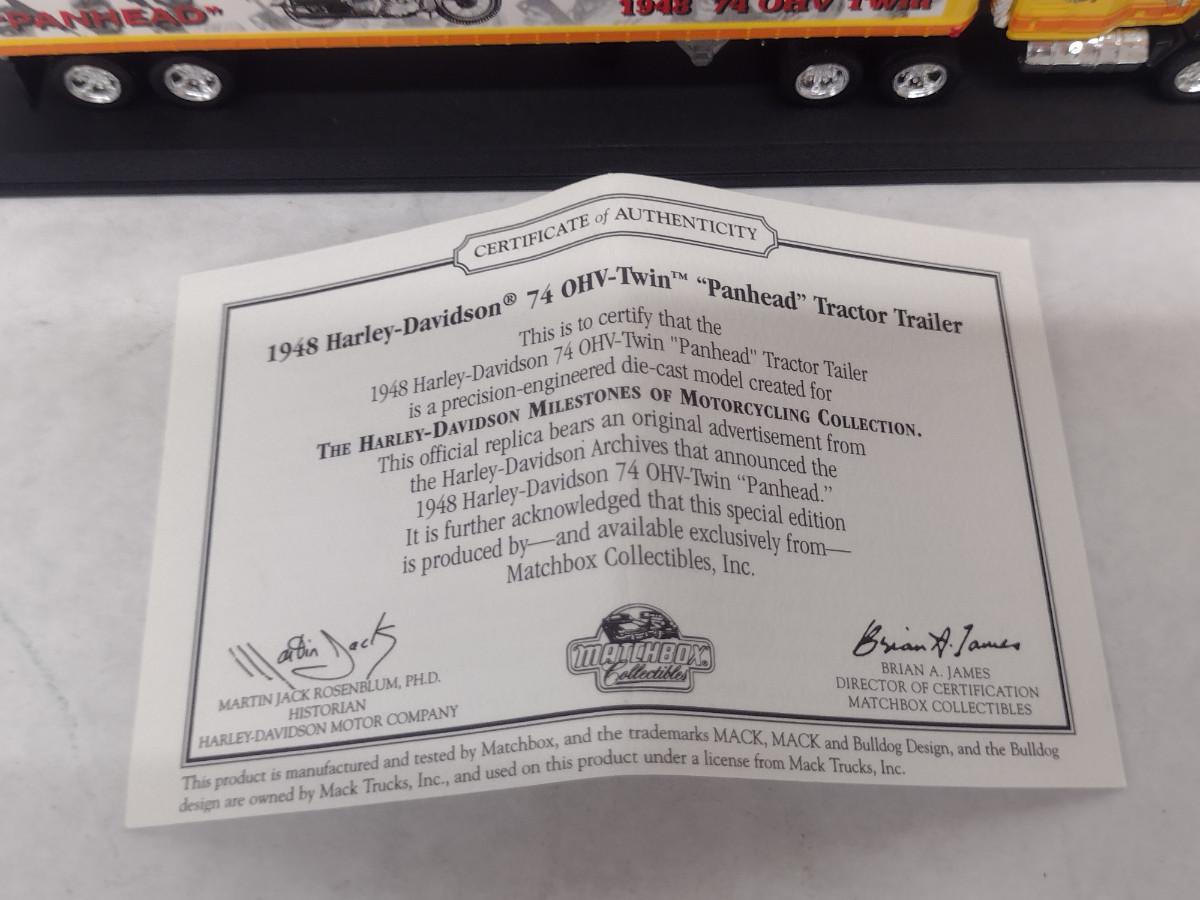 "PANHEAD"
1948 74 OHV Twin
CERTIFICATE of AUTHENTICITY
1948 Harley-Davidson® 74 OHV-Twin™ “Panhead” Tractor Trailer
This is to certify that the
1948 Harley-Davidson 74 OHV-Twin "Panhead" Tractor Tailer
is a precision-engineered die-cast model created for
THE HARLEY-DAVIDSON MILESTONES OF MOTORCYCLING COLLECTION.
This official replica bears an original advertisement from
the Harley-Davidson Archives that announced the
1948 Harley-Davidson 74 OHV-Twin “Panhead.”
It is further acknowledged that this special edition
is produced by—and available exclusively from—
Matchbox Collectibles, Inc.
Martin Jack
MARTIN JACK ROSENBLUM, PH.D.
HISTORIAN
HARLEY-DAVIDSON MOTOR COMPANY
MATCHBOX
Collectibles
Brian A. James
BRIAN A. JAMES
DIRECTOR OF CERTIFICATION
MATCHBOX COLLECTIBLES
This product is manufactured and tested by Matchbox, and the trademarks MACK, MACK and Bulldog Design, and the Bulldog
design are owned by Mack Trucks, Inc., and used on this product under a license from Mack Trucks, Inc.